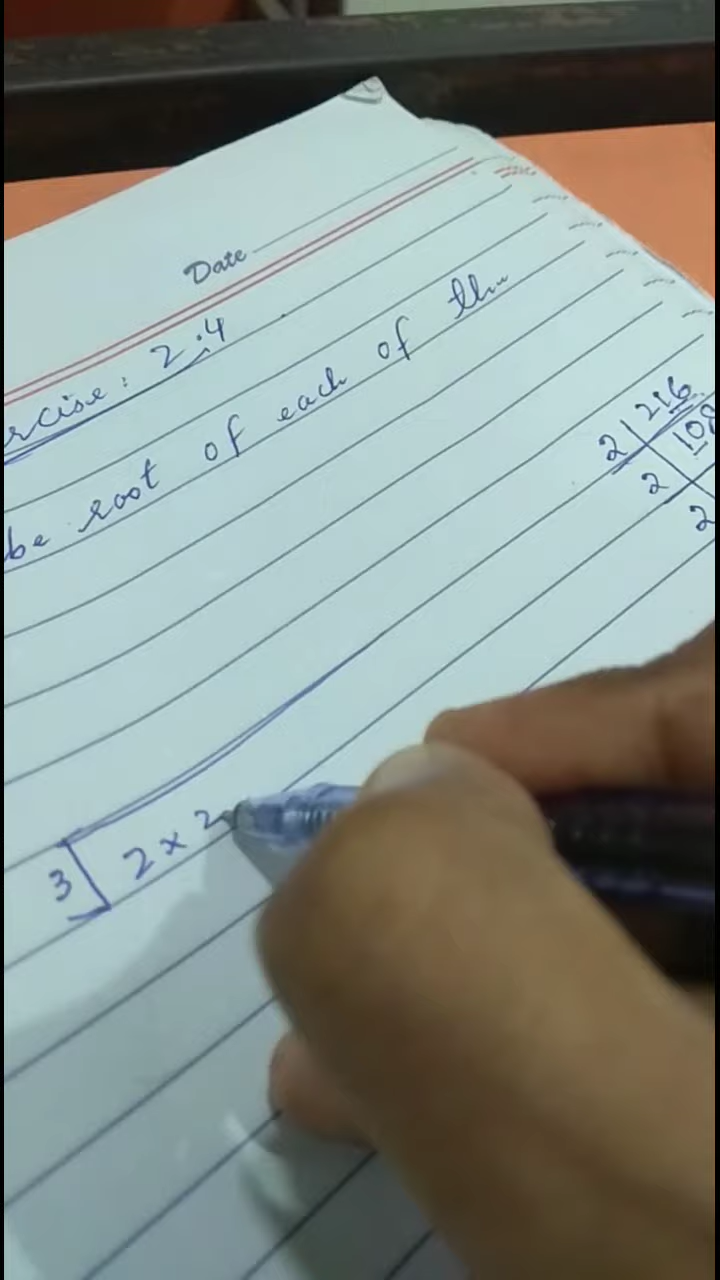 Date
rcise: 2.4
be root of each of the
2 | 216
2 | 108
2
3√2 × 2